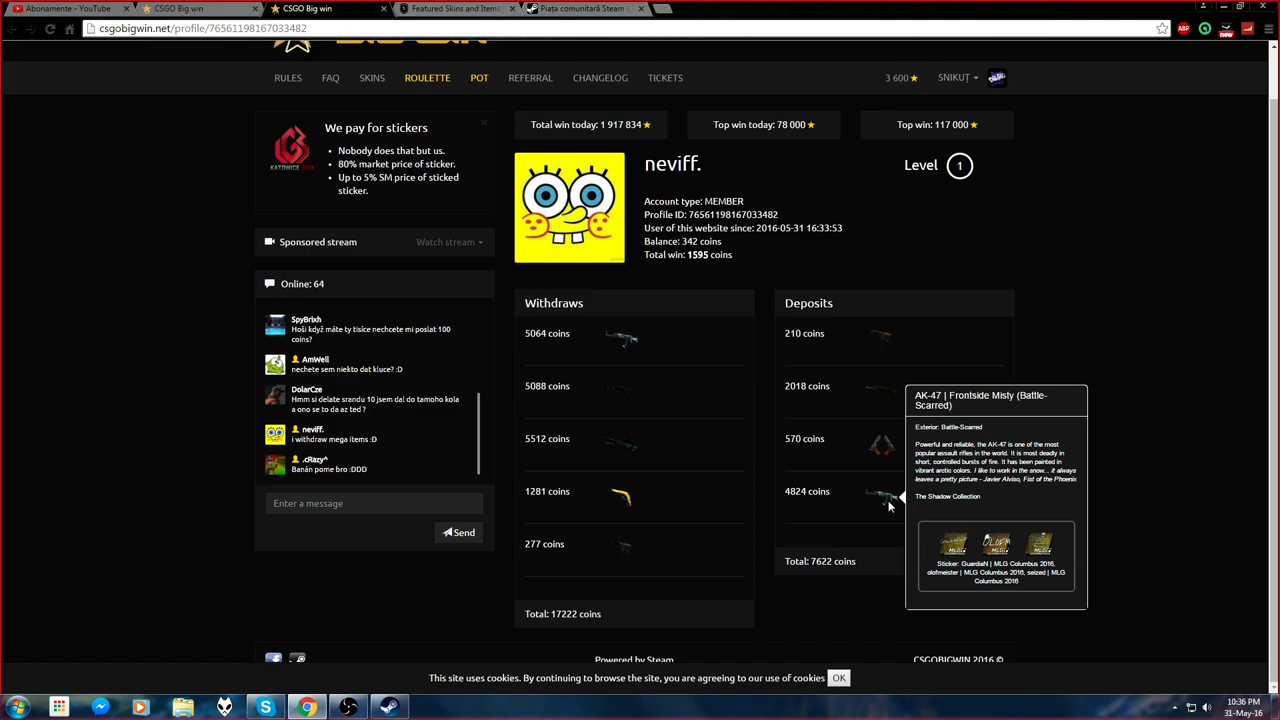 Abonamente - YouTube
CSGO Big win
CSGO Big win
Featured Skins and Items
Piața comunitară Steam
csgobigwin.net/profile/76561198167033482
ABP
now
RULES
FAQ
SKINS
ROULETTE
POT
REFERRAL
CHANGELOG
TICKETS
3 600
SNIKUȚ
We pay for stickers
Nobody does that but us.
80% market price of sticker.
Up to 5% SM price of sticked
sticker.
KATOWICE 2014
Total win today: 1 917 834
Top win today: 78 000
Top win: 117 000
neviff.
Level 1
Account type: MEMBER
Profile ID: 76561198167033482
User of this website since: 2016-05-31 16:33:53
Balance: 342 coins
Total win: 1595 coins
Sponsored stream
Watch stream
Online: 64
SpyBrixh
Hoši když máte ty tisíce nechcete mi poslat 100
coins?
AmWell
nechete sem niekto dat kluce? :D
DolarCze
Hmm si delate srandu 10 jsem dal do tamoho kola
a ono se to da az ted ?
neviff.
i withdraw mega items :D
.cRazy^
Banán pome bro :DDD
Enter a message
Send
Withdraws
5064 coins
5088 coins
5512 coins
1281 coins
277 coins
Total: 17222 coins
Deposits
210 coins
2018 coins
570 coins
4824 coins
Total: 7622 coins
AK-47 | Frontside Misty (Battle-
Scarred)
Exterior: Battle-Scarred
Powerful and reliable, the AK-47 is one of the most
popular assault rifles in the world. It is most deadly in
short, controlled bursts of fire. It has been painted in
vibrant arctic colors. I like to work in the snow... it always
leaves a pretty picture - Javier Alviso, Fist of the Phoenix
The Shadow Collection
Sticker: GuardiaN | MLG Columbus 2016,
olofmeister | MLG Columbus 2016, seized | MLG
Columbus 2016
Powered by Steam
CSGOBIGWIN 2016 ©
This site uses cookies. By continuing to browse the site, you are agreeing to our use of cookies
OK
10:36 PM
31-May-16